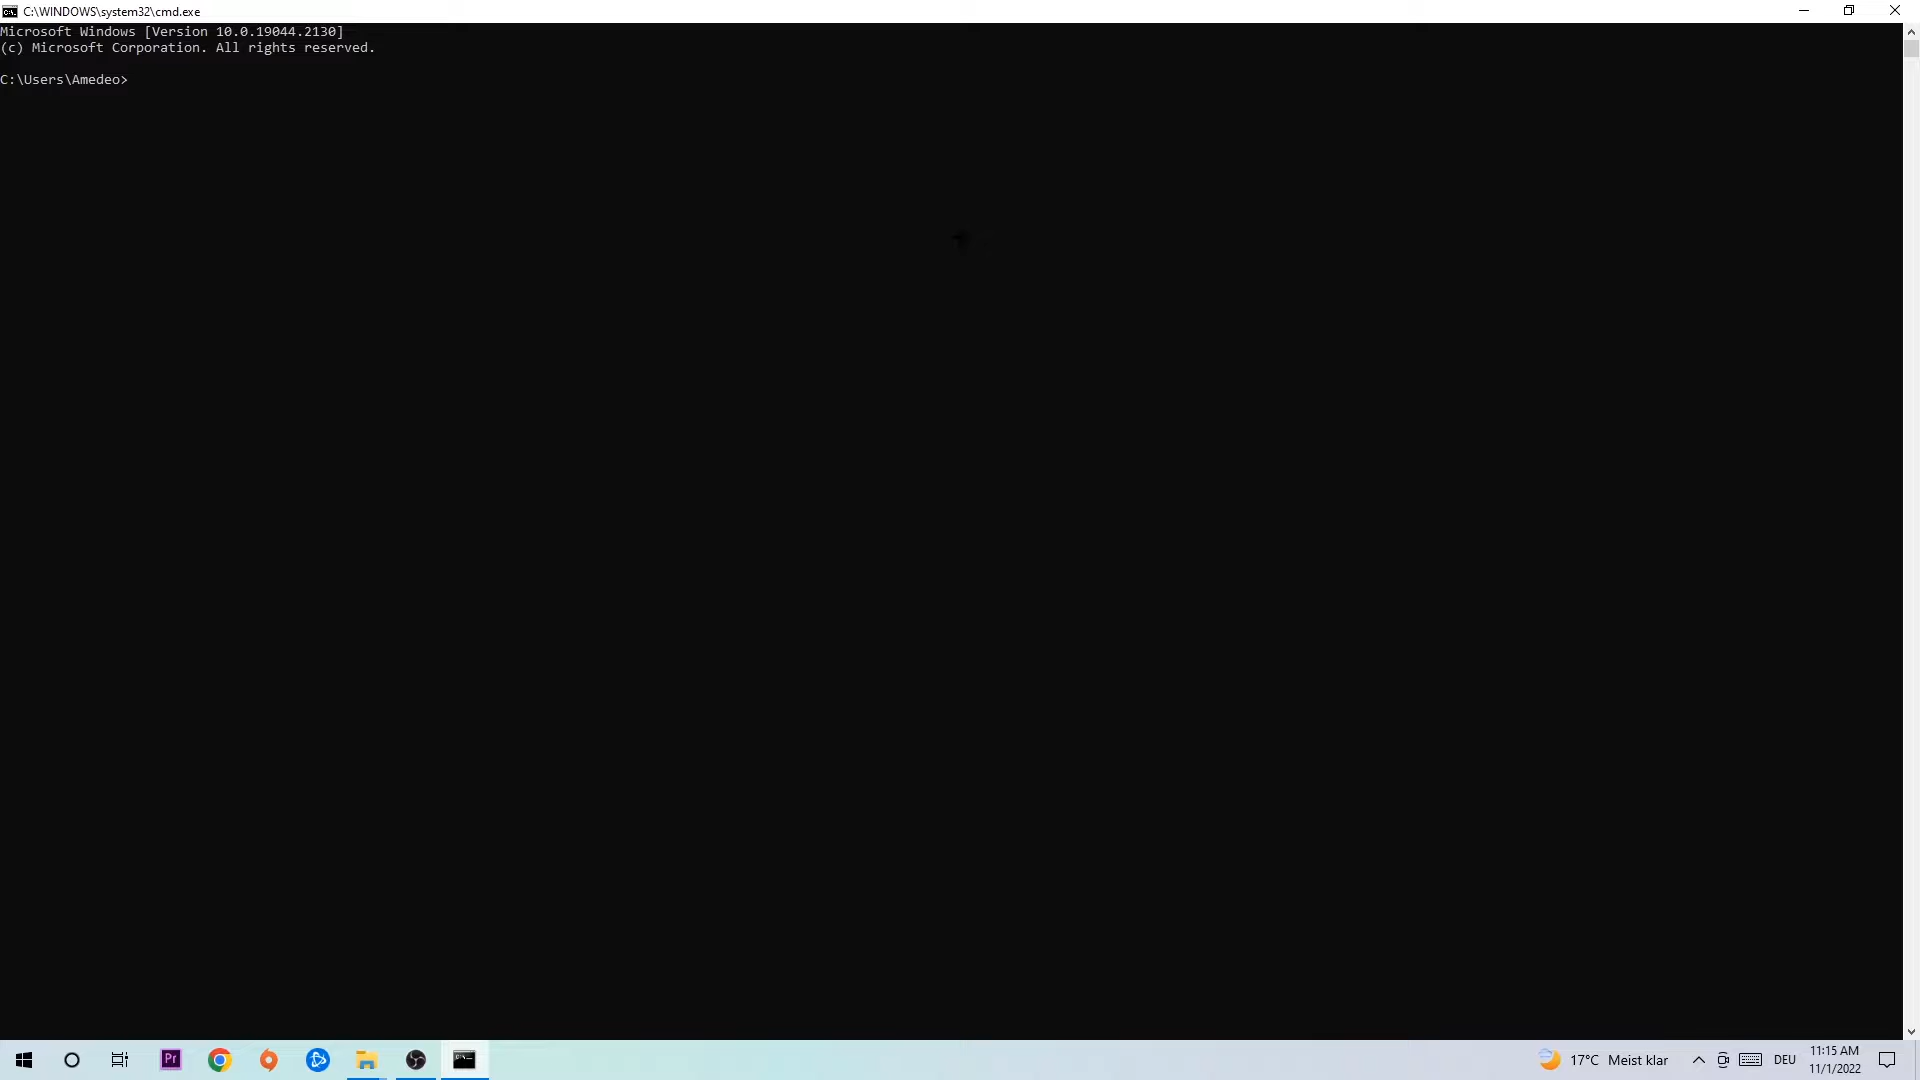 C:\WINDOWS\system32\cmd.exe
Microsoft Windows [Version 10.0.19044.2130]
(c) Microsoft Corporation. All rights reserved.
C:\Users\Amedeo>
Pr
17°C Meist klar
DEU
11:15 AM
11/1/2022